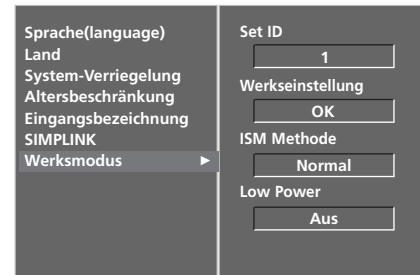 Sprache(language)
Land
System-Verriegelung
Altersbeschränkung
Eingangsbezeichnung
SIMPLINK
Werksmodus ►
Set ID
1
Werkseinstellung
OK
ISM Methode
Normal
Low Power
Aus